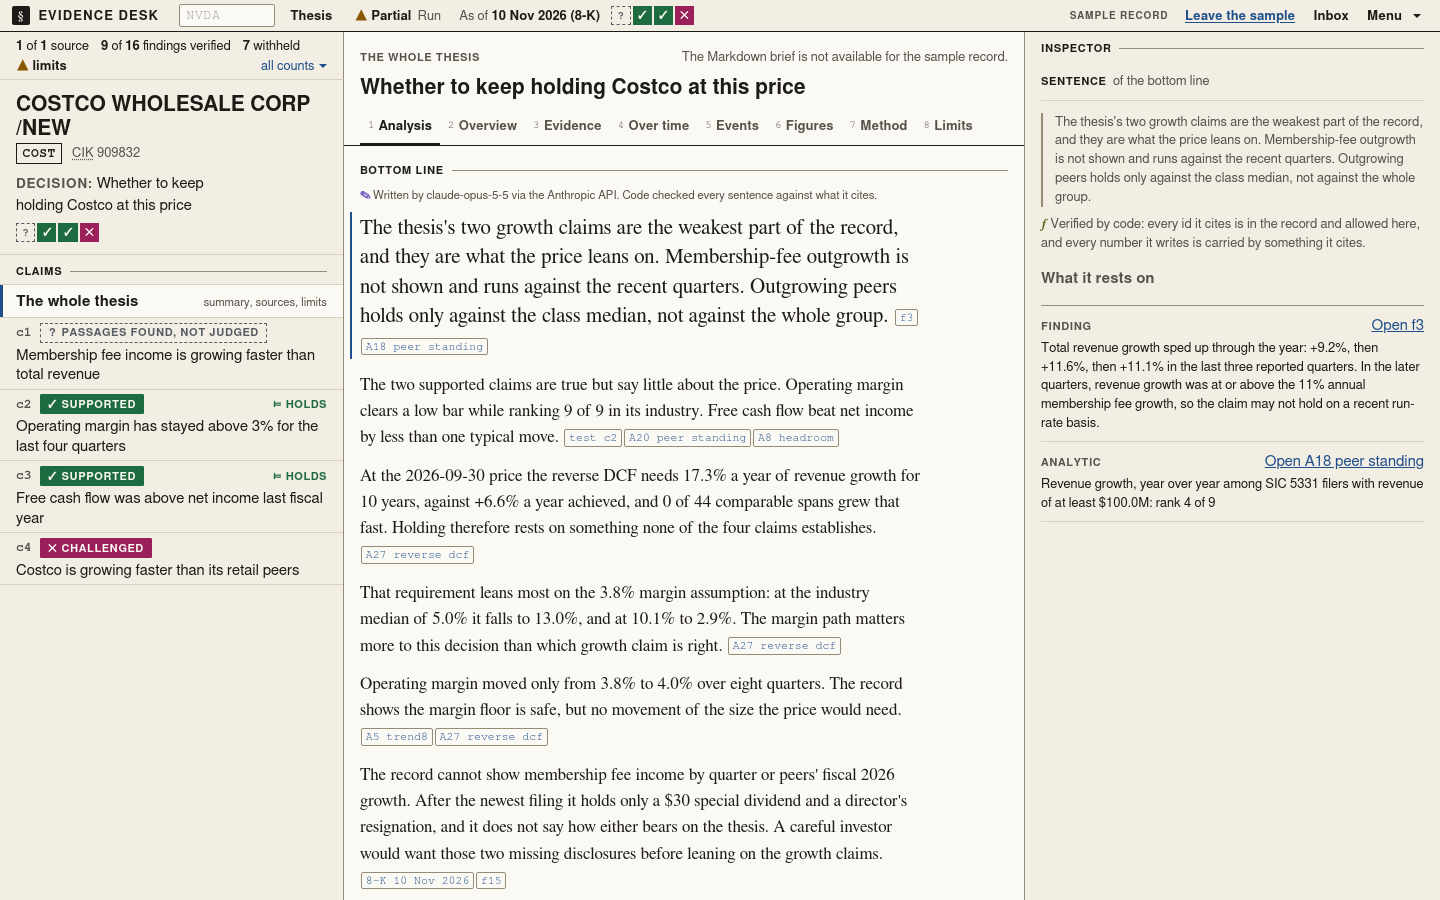 § EVIDENCE DESK NVDA Thesis Partial Run As of 10 Nov 2026 (8-K) ? ✓ ✓ ✕ SAMPLE RECORD Leave the sample Inbox Menu
1 of 1 source 9 of 16 findings verified 7 withheld
limits all counts
COSTCO WHOLESALE CORP
/NEW
COST CIK 909832
DECISION: Whether to keep
holding Costco at this price
? ✓ ✓ ✕
CLAIMS
The whole thesis summary, sources, limits
c1 ? PASSAGES FOUND, NOT JUDGED
Membership fee income is growing faster than
total revenue
c2 ✓ SUPPORTED ⊨ HOLDS
Operating margin has stayed above 3% for the
last four quarters
c3 ✓ SUPPORTED ⊨ HOLDS
Free cash flow was above net income last fiscal
year
c4 ✕ CHALLENGED
Costco is growing faster than its retail peers
THE WHOLE THESIS The Markdown brief is not available for the sample record.
Whether to keep holding Costco at this price
1 Analysis 2 Overview 3 Evidence 4 Over time 5 Events 6 Figures 7 Method 8 Limits
BOTTOM LINE
✎ Written by claude-opus-5-5 via the Anthropic API. Code checked every sentence against what it cites.
The thesis's two growth claims are the weakest part of the record,
and they are what the price leans on. Membership-fee outgrowth is
not shown and runs against the recent quarters. Outgrowing peers
holds only against the class median, not against the whole group. f3
A18 peer standing
The two supported claims are true but say little about the price. Operating margin
clears a low bar while ranking 9 of 9 in its industry. Free cash flow beat net income
by less than one typical move. test c2 A20 peer standing A8 headroom
At the 2026-09-30 price the reverse DCF needs 17.3% a year of revenue growth for
10 years, against +6.6% a year achieved, and 0 of 44 comparable spans grew that
fast. Holding therefore rests on something none of the four claims establishes.
A27 reverse dcf
That requirement leans most on the 3.8% margin assumption: at the industry
median of 5.0% it falls to 13.0%, and at 10.1% to 2.9%. The margin path matters
more to this decision than which growth claim is right. A27 reverse dcf
Operating margin moved only from 3.8% to 4.0% over eight quarters. The record
shows the margin floor is safe, but no movement of the size the price would need.
A5 trend8 A27 reverse dcf
The record cannot show membership fee income by quarter or peers' fiscal 2026
growth. After the newest filing it holds only a $30 special dividend and a director's
resignation, and it does not say how either bears on the thesis. A careful investor
would want those two missing disclosures before leaning on the growth claims.
8-K 10 Nov 2026 f15
INSPECTOR
SENTENCE of the bottom line
The thesis's two growth claims are the weakest part of the record,
and they are what the price leans on. Membership-fee outgrowth
is not shown and runs against the recent quarters. Outgrowing
peers holds only against the class median, not against the whole
group.
ƒ Verified by code: every id it cites is in the record and allowed here,
and every number it writes is carried by something it cites.
What it rests on
FINDING Open f3
Total revenue growth sped up through the year: +9.2%, then
+11.6%, then +11.1% in the last three reported quarters. In the later
quarters, revenue growth was at or above the 11% annual
membership fee growth, so the claim may not hold on a recent run-
rate basis.
ANALYTIC Open A18 peer standing
Revenue growth, year over year among SIC 5331 filers with revenue
of at least $100.0M: rank 4 of 9